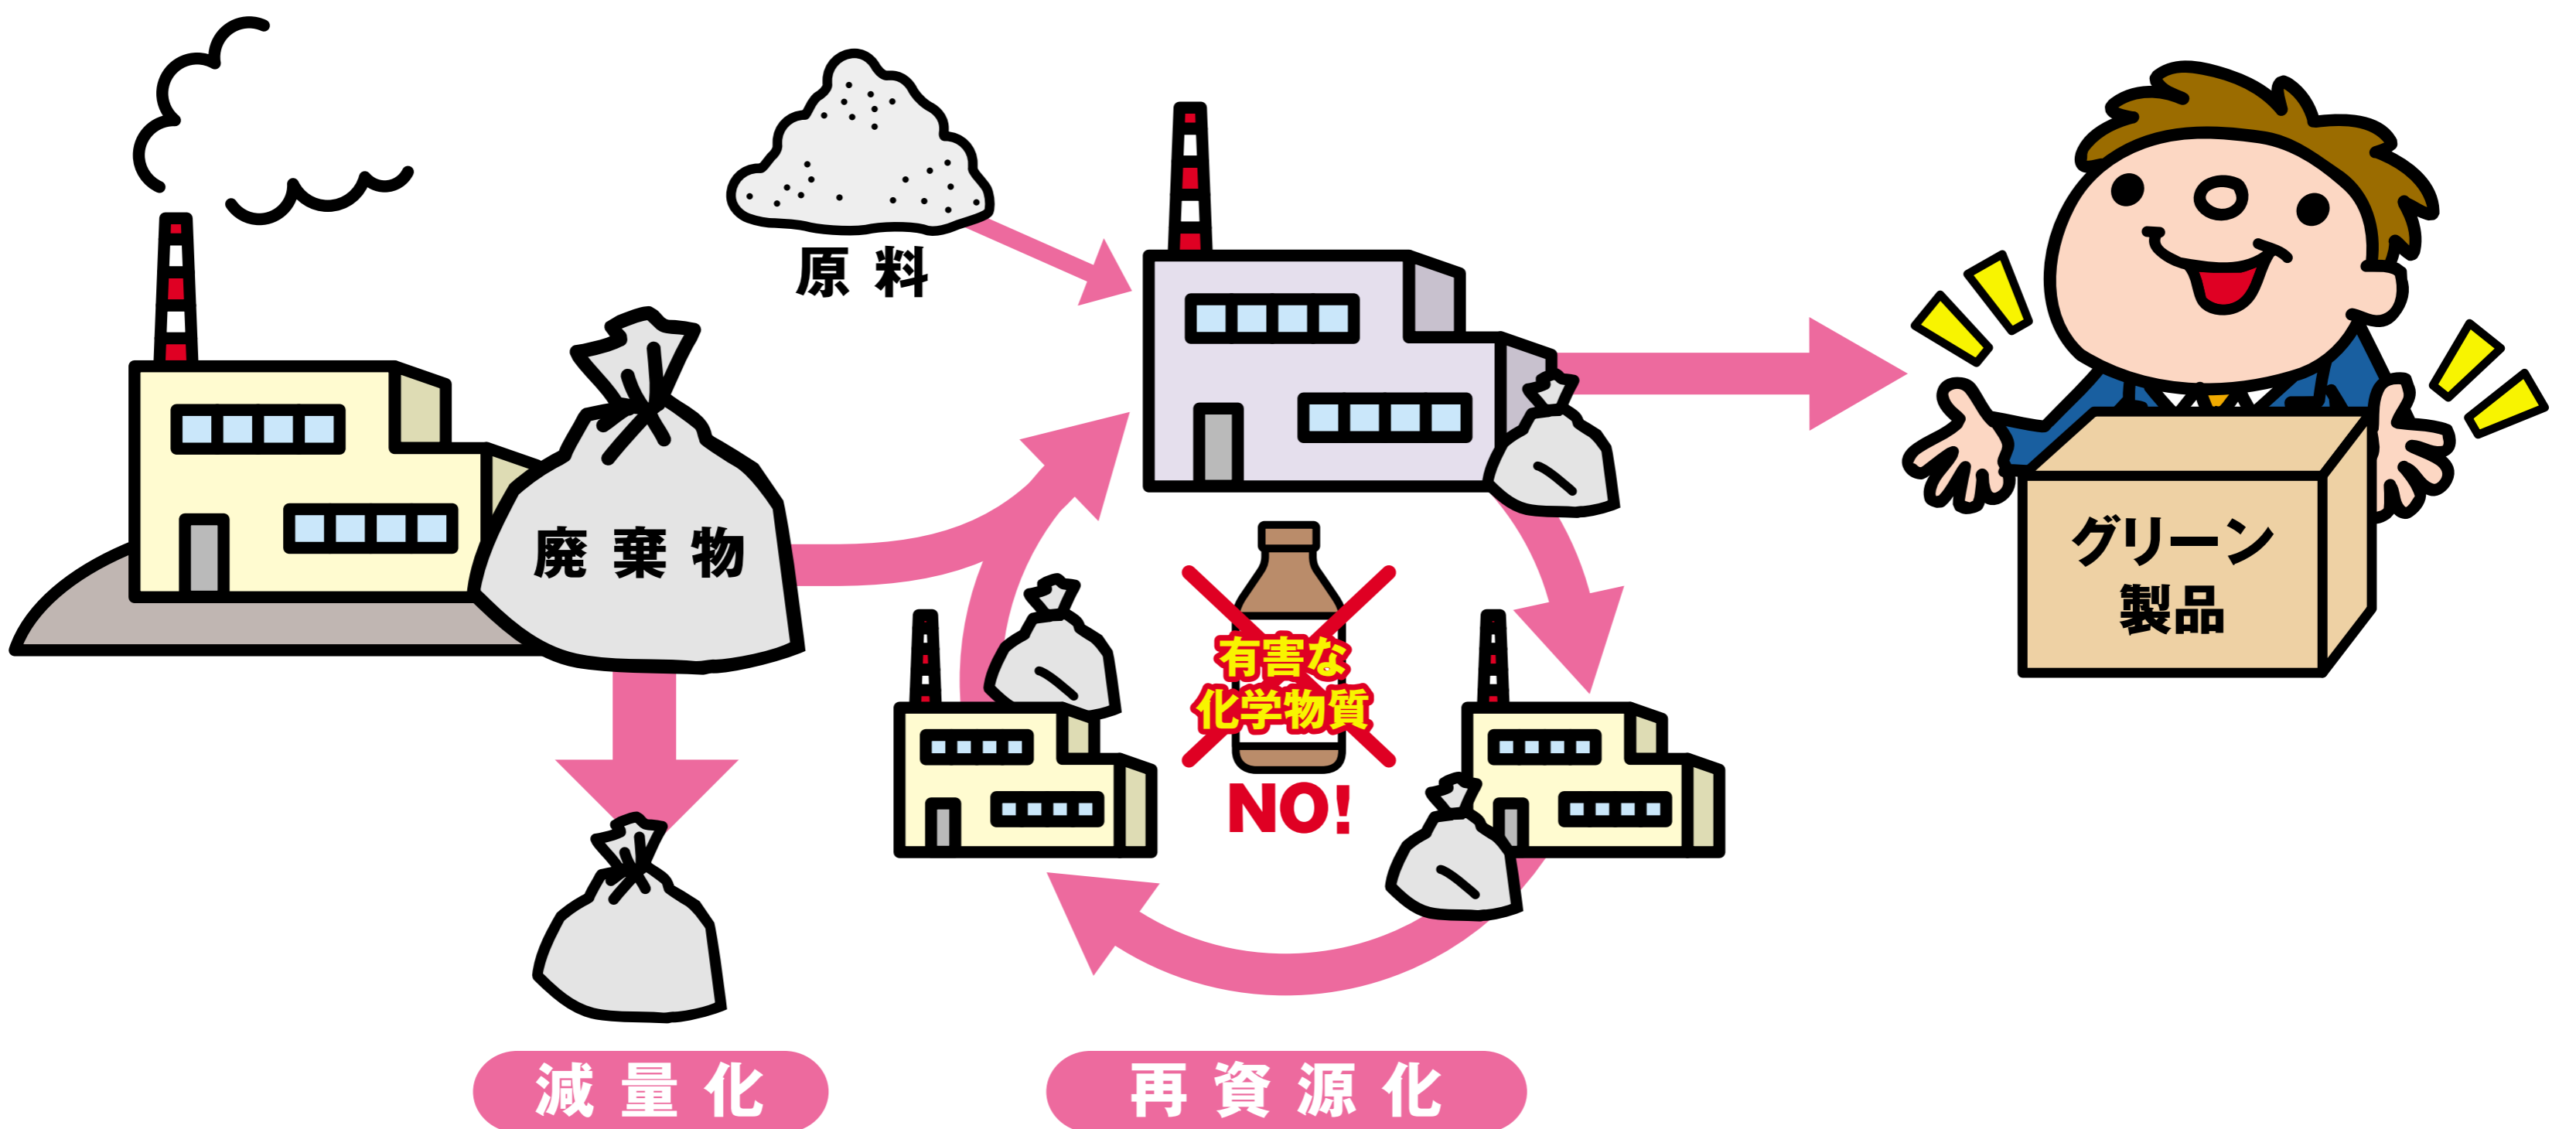 原料
廃棄物
グリーン
製品
有害な
化学物質
NO!
減量化
再資源化